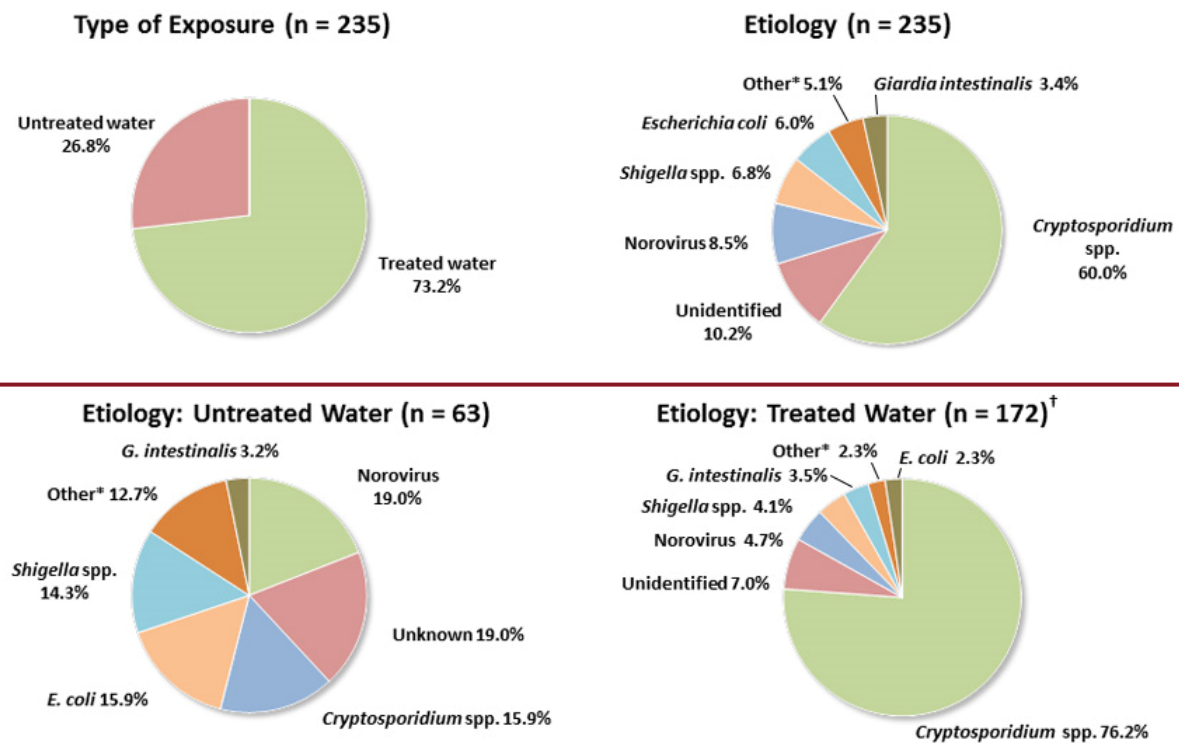 Type of Exposure (n = 235)
Untreated water
26.8%
Treated water
73.2%
Etiology (n = 235)
Other* 5.1%
Giardia intestinalis 3.4%
Escherichia coli 6.0%
Shigella spp. 6.8%
Norovirus 8.5%
Unidentified
10.2%
Cryptosporidium
spp.
60.0%
Etiology: Untreated Water (n = 63)
G. intestinalis 3.2%
Other* 12.7%
Norovirus
19.0%
Shigella spp.
14.3%
Unknown 19.0%
E. coli 15.9%
Cryptosporidium spp. 15.9%
Etiology: Treated Water (n = 172)†
Other* 2.3%
E. coli 2.3%
G. intestinalis 3.5%
Shigella spp. 4.1%
Norovirus 4.7%
Unidentified 7.0%
Cryptosporidium spp. 76.2%